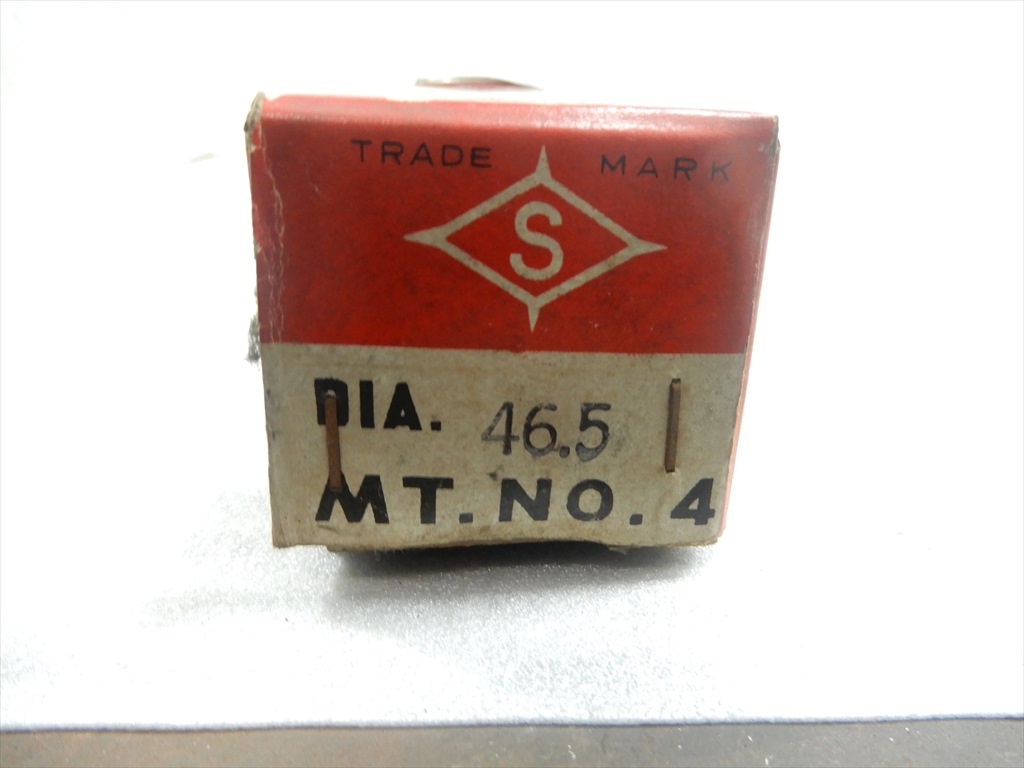 TRADE MARK
S
DIA. 46.5
MT. NO. 4